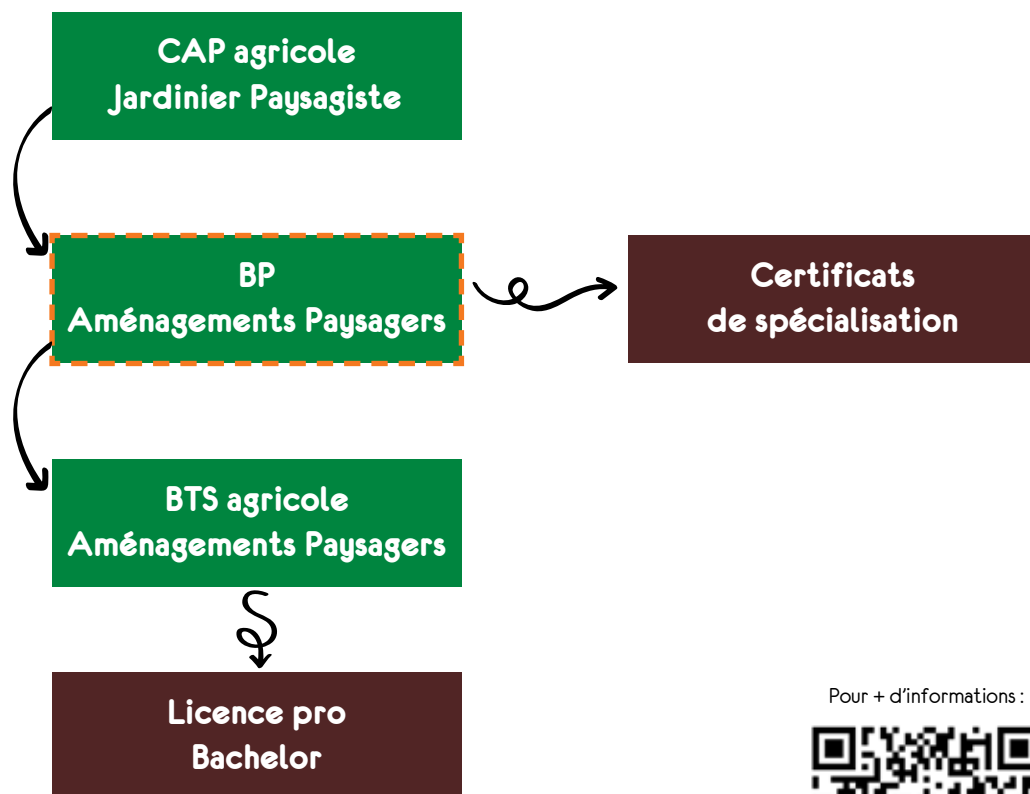 CAP agricole
Jardinier Paysagiste
BP
Aménagements Paysagers
Certificats
de spécialisation
BTS agricole
Aménagements Paysagers
Licence pro
Bachelor
Pour + d'informations :